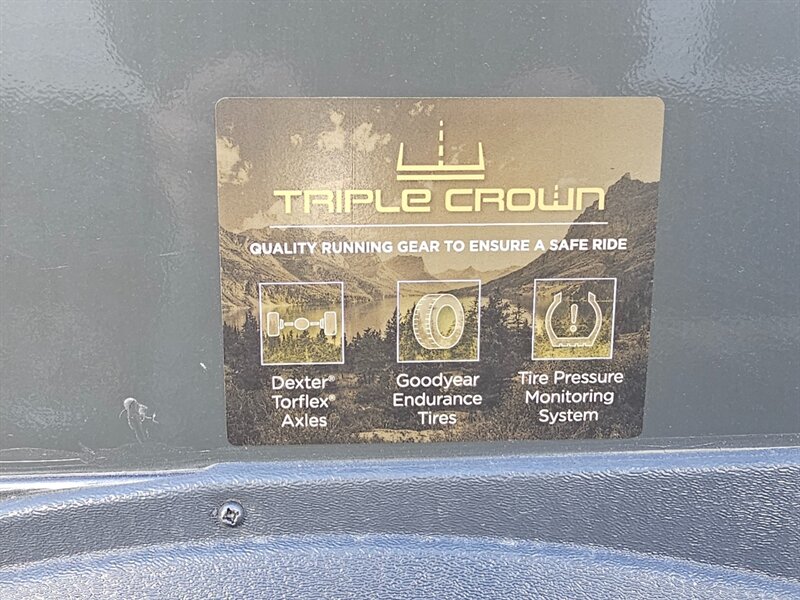 TRIPLE CROWN
QUALITY RUNNING GEAR TO ENSURE A SAFE RIDE
Dexter®
Torflex®
Axles
Goodyear
Endurance
Tires
Tire Pressure
Monitoring
System